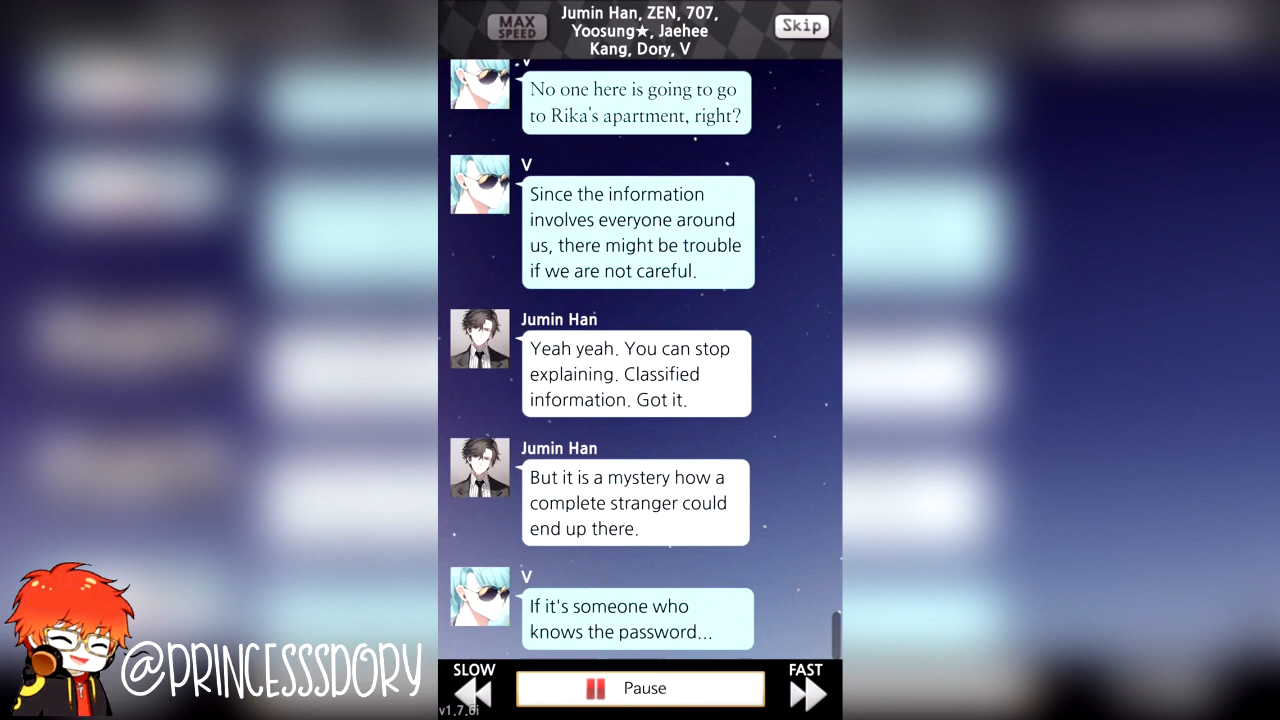 MAX
SPEED
Jumin Han, ZEN, 707,
Yoosung★, Jaehee
Kang, Dory, V
Skip
V
No one here is going to go
to Rika's apartment, right?
V
Since the information
involves everyone around
us, there might be trouble
if we are not careful.
Jumin Han
Yeah yeah. You can stop
explaining. Classified
information. Got it.
Jumin Han
But it is a mystery how a
complete stranger could
end up there.
V
If it's someone who
knows the password...
SLOW
Pause
FAST
v1.7.6i
@PRINCESSSDORY